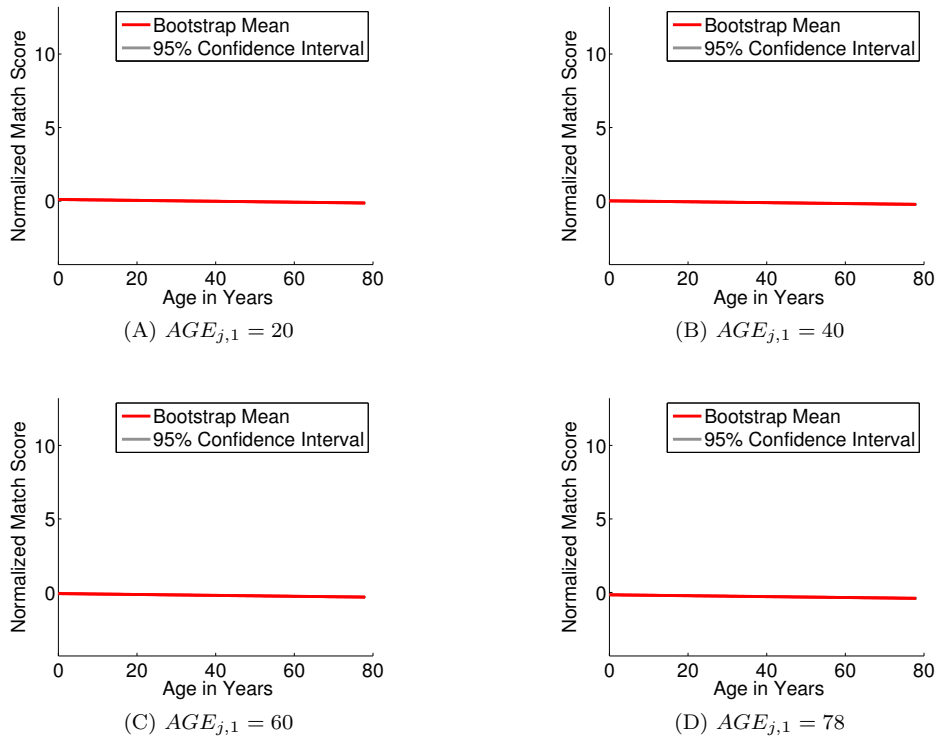 Bootstrap Mean
95% Confidence Interval
Normalized Match Score
10
5
0
0 20 40 60 80
Age in Years
(A) AGE_{j,1} = 20
Bootstrap Mean
95% Confidence Interval
Normalized Match Score
10
5
0
0 20 40 60 80
Age in Years
(B) AGE_{j,1} = 40
Bootstrap Mean
95% Confidence Interval
Normalized Match Score
10
5
0
0 20 40 60 80
Age in Years
(C) AGE_{j,1} = 60
Bootstrap Mean
95% Confidence Interval
Normalized Match Score
10
5
0
0 20 40 60 80
Age in Years
(D) AGE_{j,1} = 78